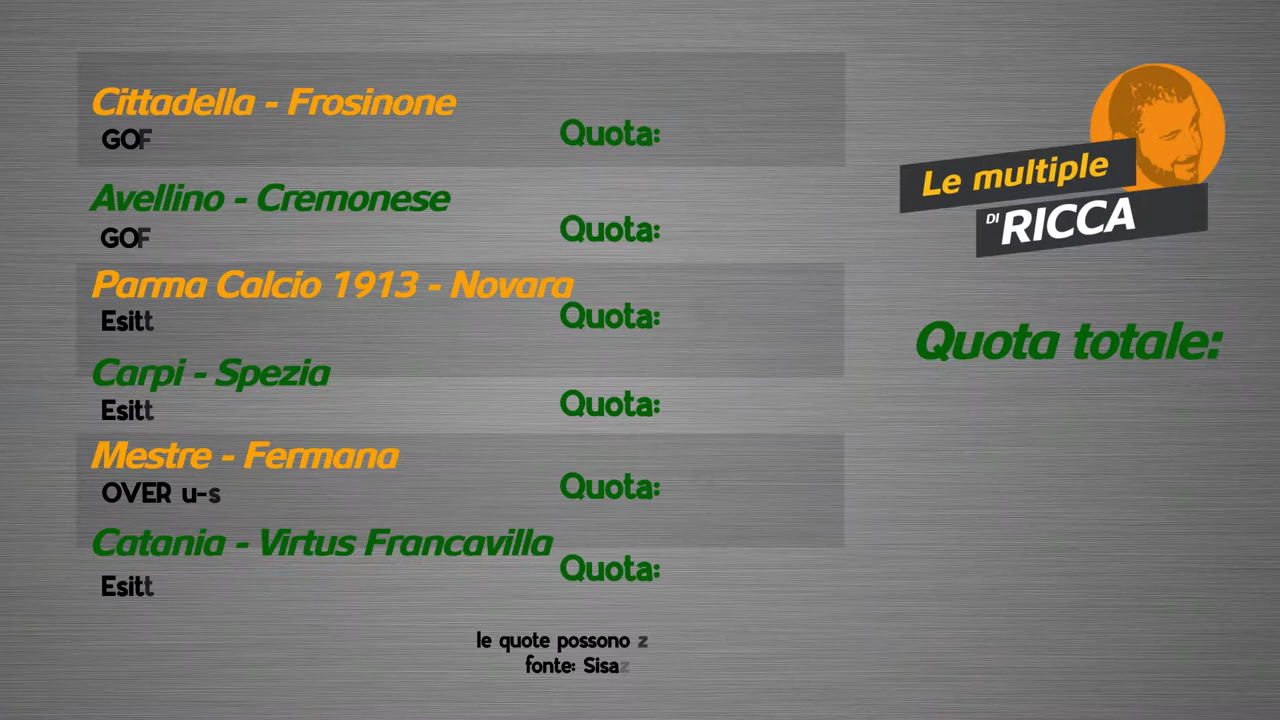 Cittadella - Frosinone
GOF
Quota:
Avellino - Cremonese
GOF
Quota:
Parma Calcio 1913 - Novara
Esitt
Quota:
Carpi - Spezia
Esitt
Quota:
Mestre - Fermana
OVER u-s
Quota:
Catania - Virtus Francavilla
Esitt
Quota:
le quote possono z
fonte: Sisaz
Le multiple
DI RICCA
Quota totale: